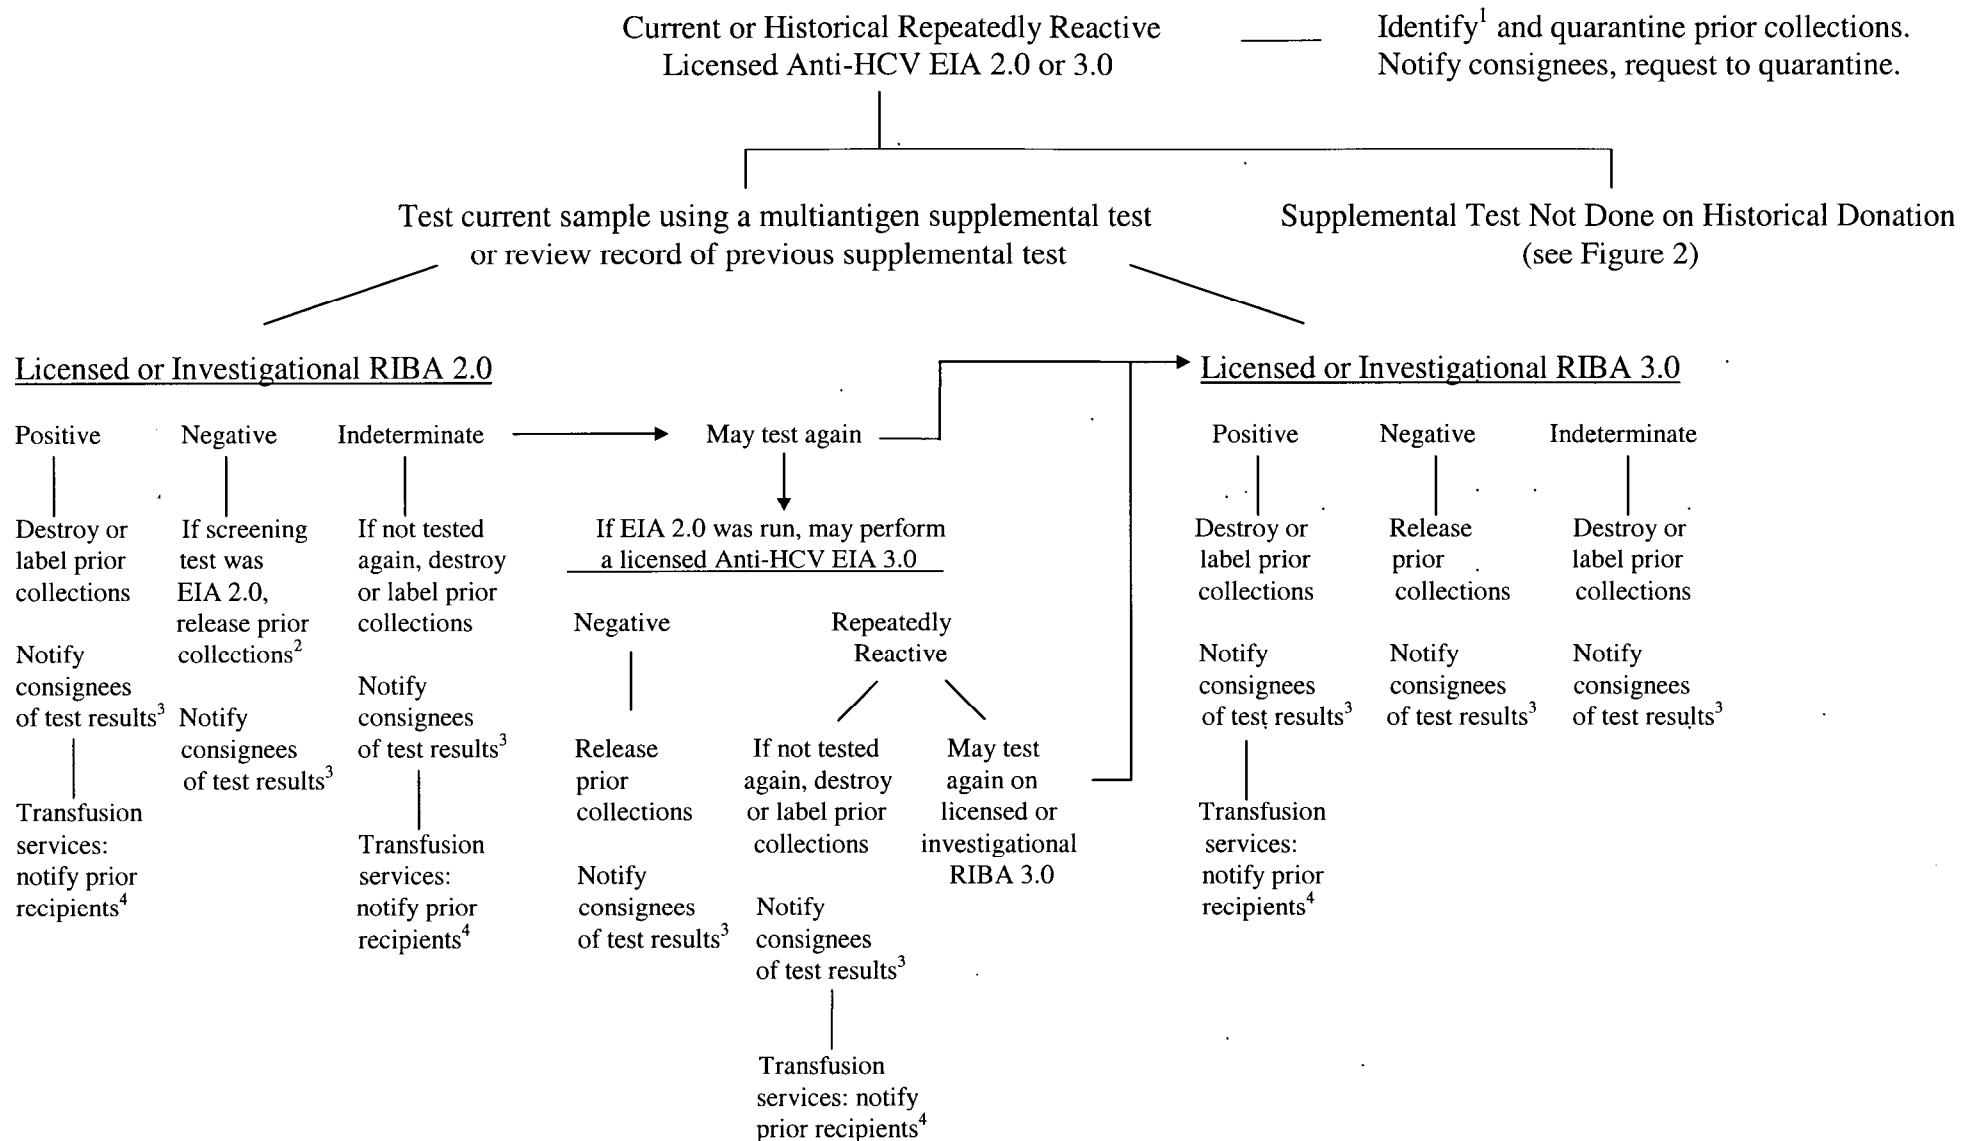 Current or Historical Repeatedly Reactive
Licensed Anti-HCV EIA 2.0 or 3.0
Identify¹ and quarantine prior collections.
Notify consignees, request to quarantine.
Test current sample using a multiantigen supplemental test
or review record of previous supplemental test
Supplemental Test Not Done on Historical Donation
(see Figure 2)
Licensed or Investigational RIBA 2.0
Positive
Destroy or
label prior
collections
Notify
consignees
of test results³
Transfusion
services:
notify prior
recipients⁴
Negative
If screening
test was
EIA 2.0,
release prior
collections²
Notify
consignees
of test results³
Indeterminate
If not tested
again, destroy
or label prior
collections
Notify
consignees
of test results³
Transfusion
services:
notify prior
recipients⁴
May test again
If EIA 2.0 was run, may perform
a licensed Anti-HCV EIA 3.0
Negative
Release
prior
collections
Notify
consignees
of test results³
Repeatedly
Reactive
If not tested
again, destroy
or label prior
collections
Notify
consignees
of test results³
Transfusion
services: notify
prior recipients⁴
May test
again on
licensed or
investigational
RIBA 3.0
Licensed or Investigational RIBA 3.0
Positive
Destroy or
label prior
collections
Notify
consignees
of test results³
Transfusion
services:
notify prior
recipients⁴
Negative
Release
prior
collections
Notify
consignees
of test results³
Indeterminate
Destroy or
label prior
collections
Notify
consignees
of test results³